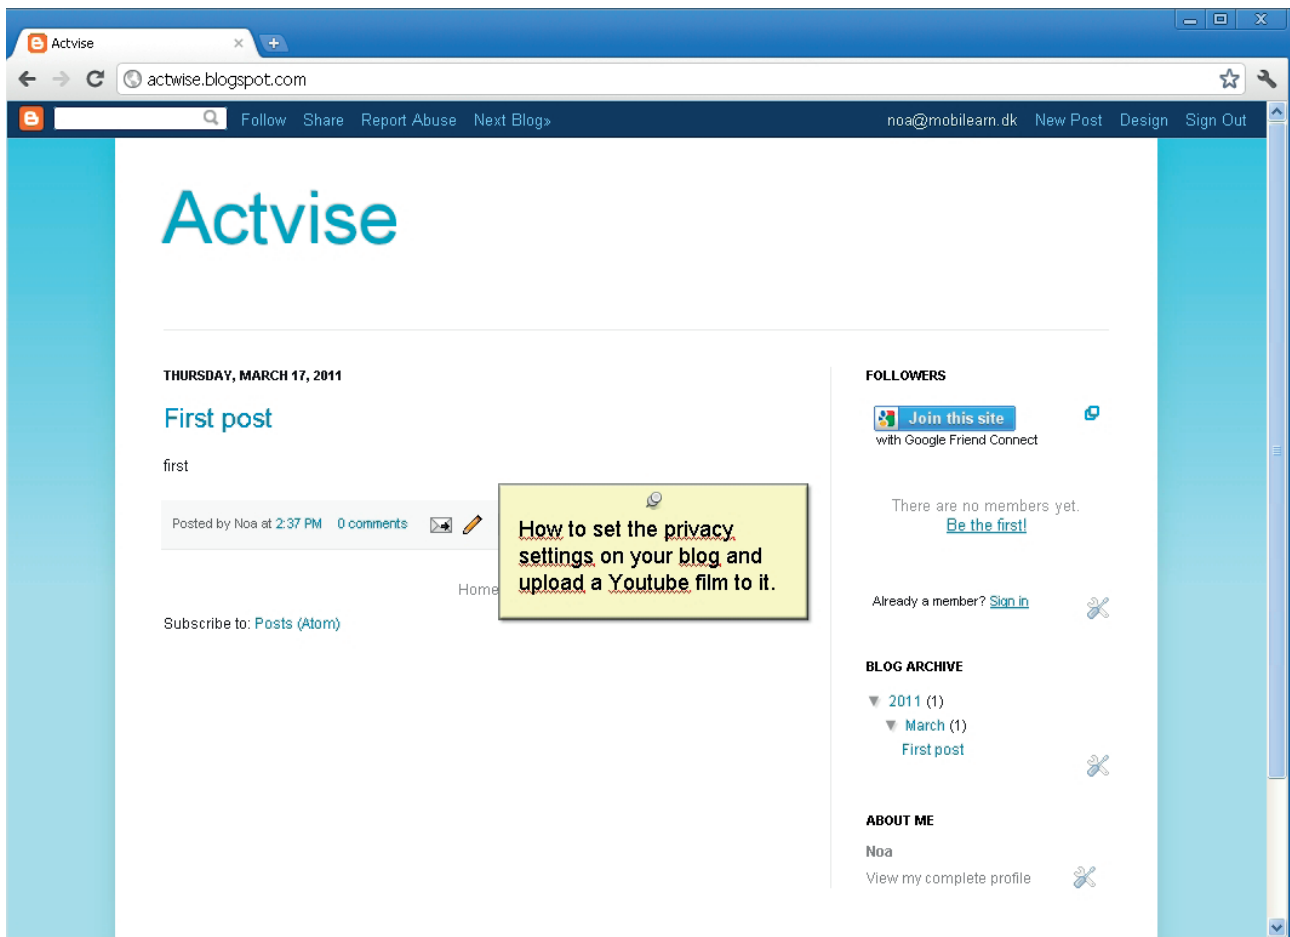 Actvise
actwise.blogspot.com
Follow Share Report Abuse Next Blog»
noa@mobilearn.dk New Post Design Sign Out
Actvise
THURSDAY, MARCH 17, 2011
First post
first
Posted by Noa at 2:37 PM 0 comments
How to set the privacy
settings on your blog and
upload a Youtube film to it.
Home
Subscribe to: Posts (Atom)
FOLLOWERS
Join this site
with Google Friend Connect
There are no members yet.
Be the first!
Already a member? Sign in
BLOG ARCHIVE
▼ 2011 (1)
▼ March (1)
First post
ABOUT ME
Noa
View my complete profile